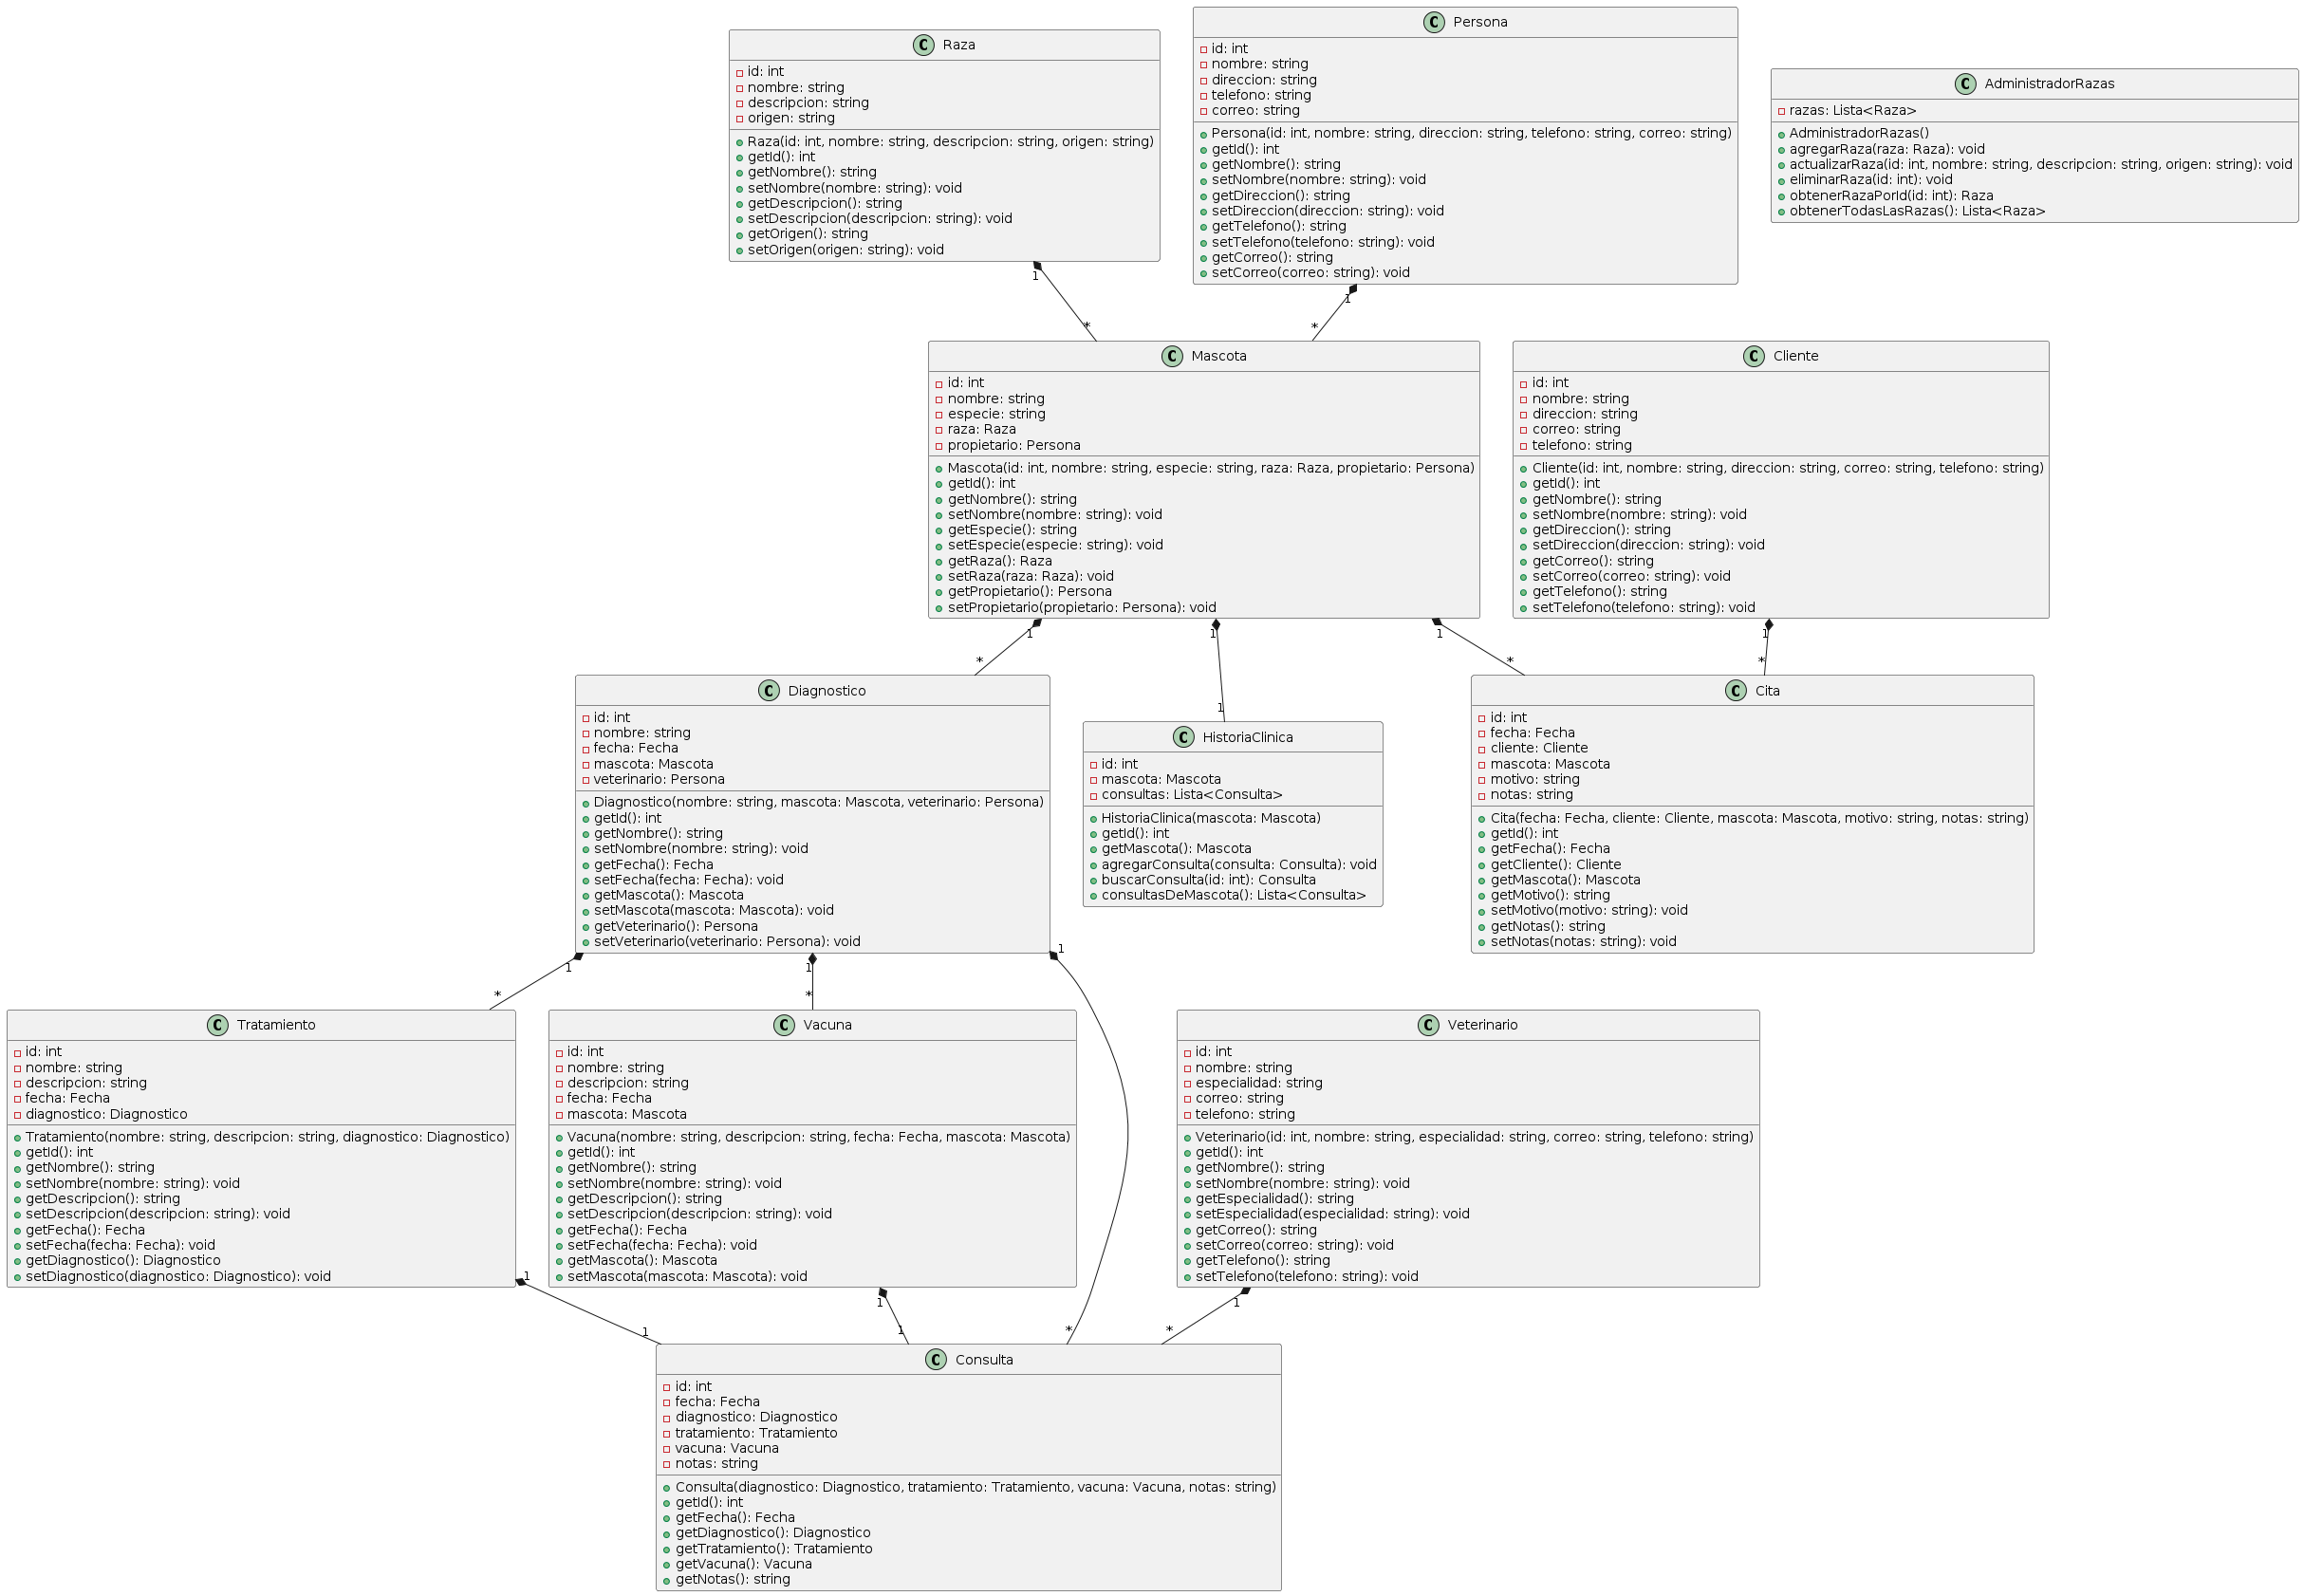 Raza
id: int
nombre: string
descripcion: string
origen: string
Raza(id: int, nombre: string, descripcion: string, origen: string)
getId(): int
getNombre(): string
setNombre(nombre: string): void
getDescripcion(): string
setDescripcion(descripcion: string): void
getOrigen(): string
setOrigen(origen: string): void
Persona
id: int
nombre: string
direccion: string
telefono: string
correo: string
Persona(id: int, nombre: string, direccion: string, telefono: string, correo: string)
getId(): int
getNombre(): string
setNombre(nombre: string): void
getDireccion(): string
setDireccion(direccion: string): void
getTelefono(): string
setTelefono(telefono: string): void
getCorreo(): string
setCorreo(correo: string): void
AdministradorRazas
razas: Lista<Raza>
AdministradorRazas()
agregarRaza(raza: Raza): void
actualizarRaza(id: int, nombre: string, descripcion: string, origen: string): void
eliminarRaza(id: int): void
obtenerRazaPorId(id: int): Raza
obtenerTodasLasRazas(): Lista<Raza>
1
*
1
*
Mascota
id: int
nombre: string
especie: string
raza: Raza
propietario: Persona
Mascota(id: int, nombre: string, especie: string, raza: Raza, propietario: Persona)
getId(): int
getNombre(): string
setNombre(nombre: string): void
getEspecie(): string
setEspecie(especie: string): void
getRaza(): Raza
setRaza(raza: Raza): void
getPropietario(): Persona
setPropietario(propietario: Persona): void
Cliente
id: int
nombre: string
direccion: string
correo: string
telefono: string
Cliente(id: int, nombre: string, direccion: string, correo: string, telefono: string)
getId(): int
getNombre(): string
setNombre(nombre: string): void
getDireccion(): string
setDireccion(direccion: string): void
getCorreo(): string
setCorreo(correo: string): void
getTelefono(): string
setTelefono(telefono: string): void
1
*
1
1
1
*
1
*
Diagnostico
id: int
nombre: string
fecha: Fecha
mascota: Mascota
veterinario: Persona
Diagnostico(nombre: string, mascota: Mascota, veterinario: Persona)
getId(): int
getNombre(): string
setNombre(nombre: string): void
getFecha(): Fecha
setFecha(fecha: Fecha): void
getMascota(): Mascota
setMascota(mascota: Mascota): void
getVeterinario(): Persona
setVeterinario(veterinario: Persona): void
HistoriaClinica
id: int
mascota: Mascota
consultas: Lista<Consulta>
HistoriaClinica(mascota: Mascota)
getId(): int
getMascota(): Mascota
agregarConsulta(consulta: Consulta): void
buscarConsulta(id: int): Consulta
consultasDeMascota(): Lista<Consulta>
Cita
id: int
fecha: Fecha
cliente: Cliente
mascota: Mascota
motivo: string
notas: string
Cita(fecha: Fecha, cliente: Cliente, mascota: Mascota, motivo: string, notas: string)
getId(): int
getFecha(): Fecha
getCliente(): Cliente
getMascota(): Mascota
getMotivo(): string
setMotivo(motivo: string): void
getNotas(): string
setNotas(notas: string): void
1
*
1
*
1
*
Tratamiento
id: int
nombre: string
descripcion: string
fecha: Fecha
diagnostico: Diagnostico
Tratamiento(nombre: string, descripcion: string, diagnostico: Diagnostico)
getId(): int
getNombre(): string
setNombre(nombre: string): void
getDescripcion(): string
setDescripcion(descripcion: string): void
getFecha(): Fecha
setFecha(fecha: Fecha): void
getDiagnostico(): Diagnostico
setDiagnostico(diagnostico: Diagnostico): void
Vacuna
id: int
nombre: string
descripcion: string
fecha: Fecha
mascota: Mascota
Vacuna(nombre: string, descripcion: string, fecha: Fecha, mascota: Mascota)
getId(): int
getNombre(): string
setNombre(nombre: string): void
getDescripcion(): string
setDescripcion(descripcion: string): void
getFecha(): Fecha
setFecha(fecha: Fecha): void
getMascota(): Mascota
setMascota(mascota: Mascota): void
Veterinario
id: int
nombre: string
especialidad: string
correo: string
telefono: string
Veterinario(id: int, nombre: string, especialidad: string, correo: string, telefono: string)
getId(): int
getNombre(): string
setNombre(nombre: string): void
getEspecialidad(): string
setEspecialidad(especialidad: string): void
getCorreo(): string
setCorreo(correo: string): void
getTelefono(): string
setTelefono(telefono: string): void
1
1
1
1
1
*
Consulta
id: int
fecha: Fecha
diagnostico: Diagnostico
tratamiento: Tratamiento
vacuna: Vacuna
notas: string
Consulta(diagnostico: Diagnostico, tratamiento: Tratamiento, vacuna: Vacuna, notas: string)
getId(): int
getFecha(): Fecha
getDiagnostico(): Diagnostico
getTratamiento(): Tratamiento
getVacuna(): Vacuna
getNotas(): string